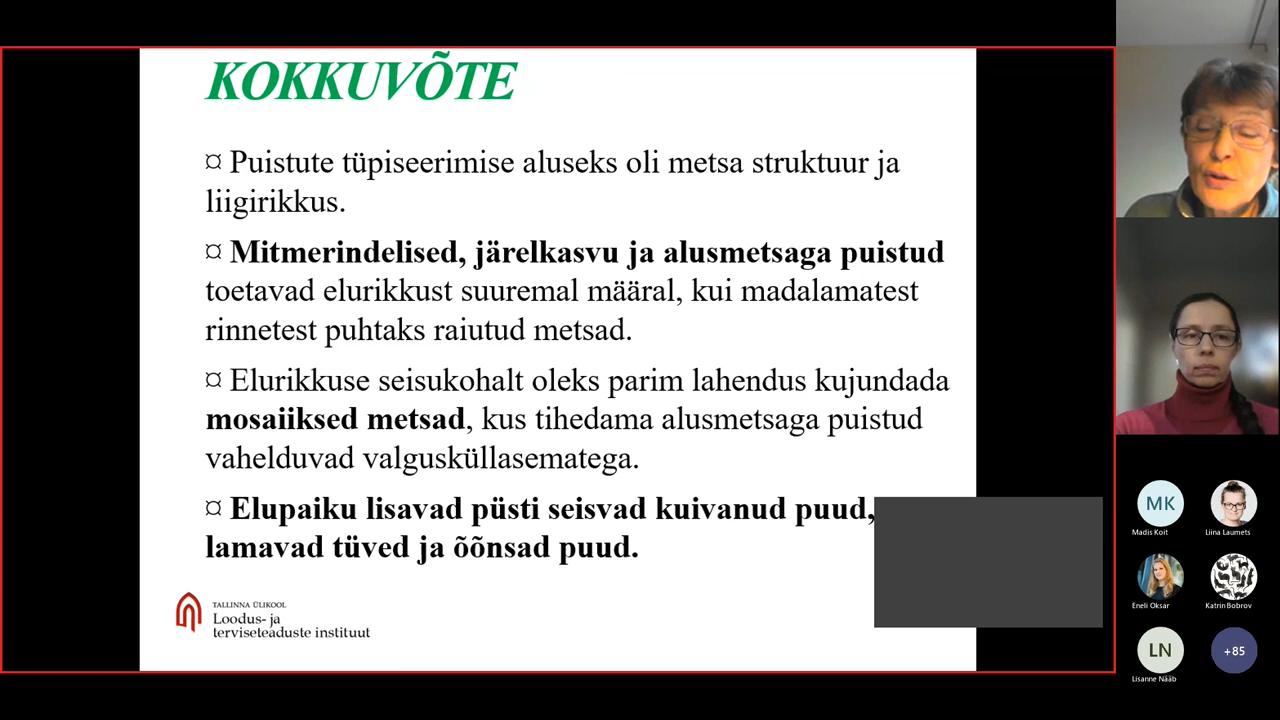 KOKKUVÕTE
¤ Puistute tüpiseerimise aluseks oli metsa struktuur ja
liigirikkus.
¤ Mitmerindelised, järelkasvu ja alusmetsaga puistud
toetavad elurikkust suuremal määral, kui madalamatest
rinnetest puhtaks raiutud metsad.
¤ Elurikkuse seisukohalt oleks parim lahendus kujundada
mosaiiksed metsad, kus tihedama alusmetsaga puistud
vahelduvad valgusküllasematega.
¤ Elupaiku lisavad püsti seisvad kuivanud puud,
lamavad tüved ja õõnsad puud.
TALLINNA ÜLIKOOL
Loodus- ja
terviseteaduste instituut
MK
Madis Koit
Liina Laumets
Eneli Oksar
Katrin Bobrov
LN
Lisanne Nääb
+85